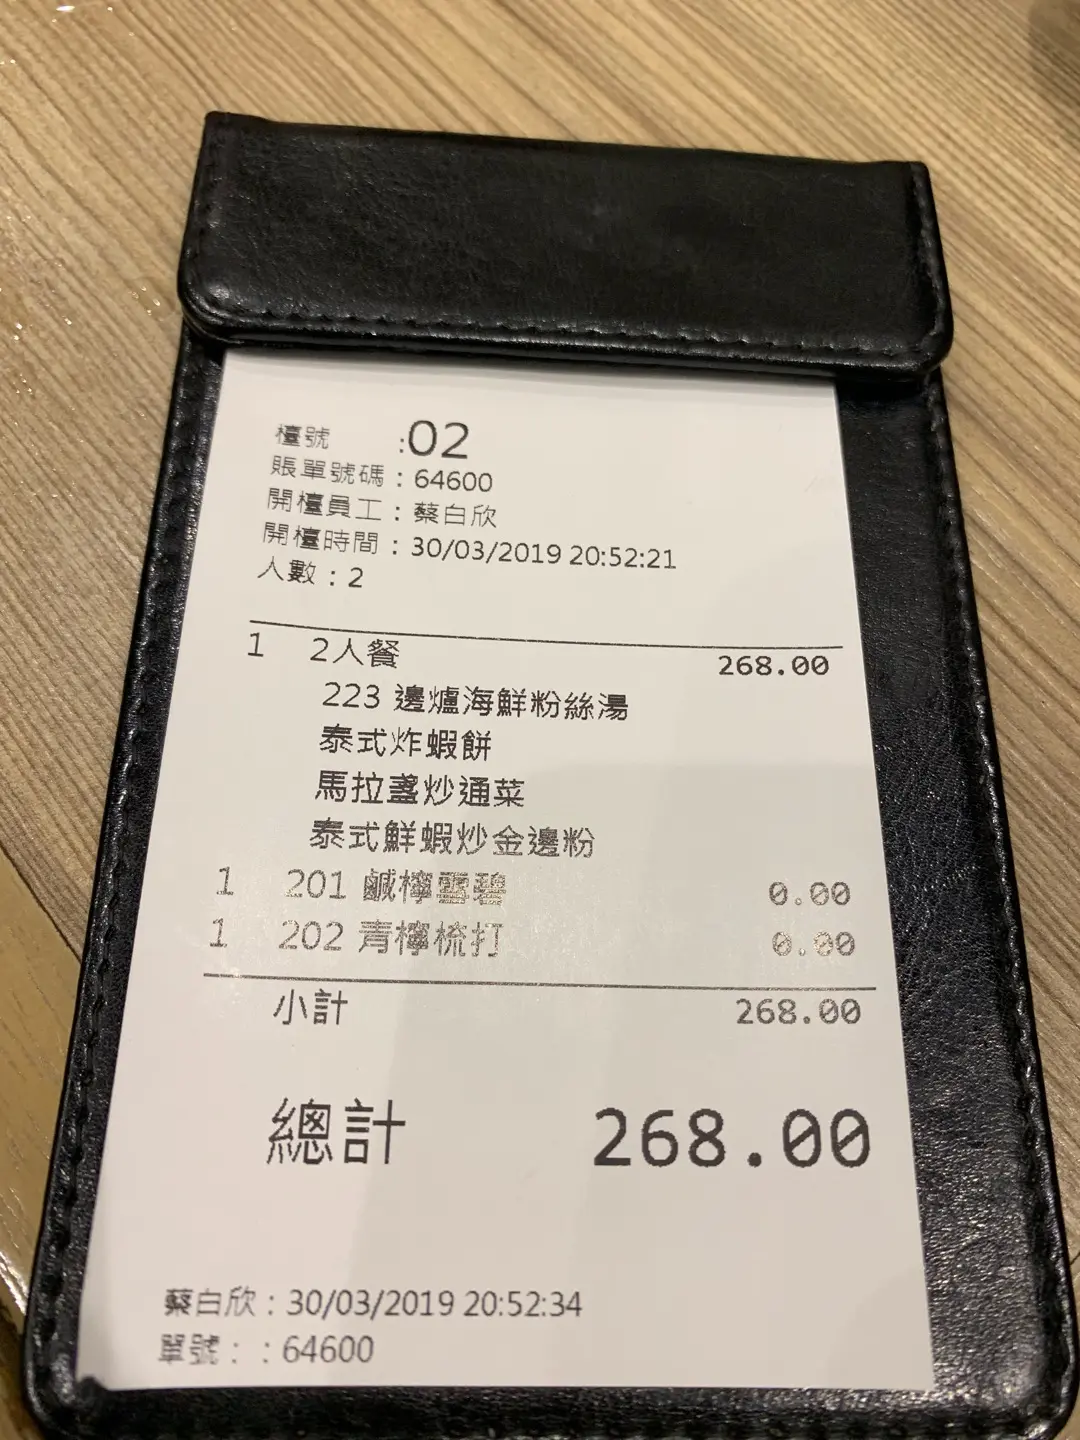 檯號 :02
賬單號碼 : 64600
開檯員工 : 蔡白欣
開檯時間 : 30/03/2019 20:52:21
人數 : 2
1 2人餐 268.00
223 邊爐海鮮粉絲湯
泰式炸蝦餅
馬拉盞炒通菜
泰式鮮蝦炒金邊粉
1 201 鹹檸雪碧 0.00
1 202 青檸梳打 0.00
小計 268.00
總計 268.00
蔡白欣 : 30/03/2019 20:52:34
單號 : : 64600